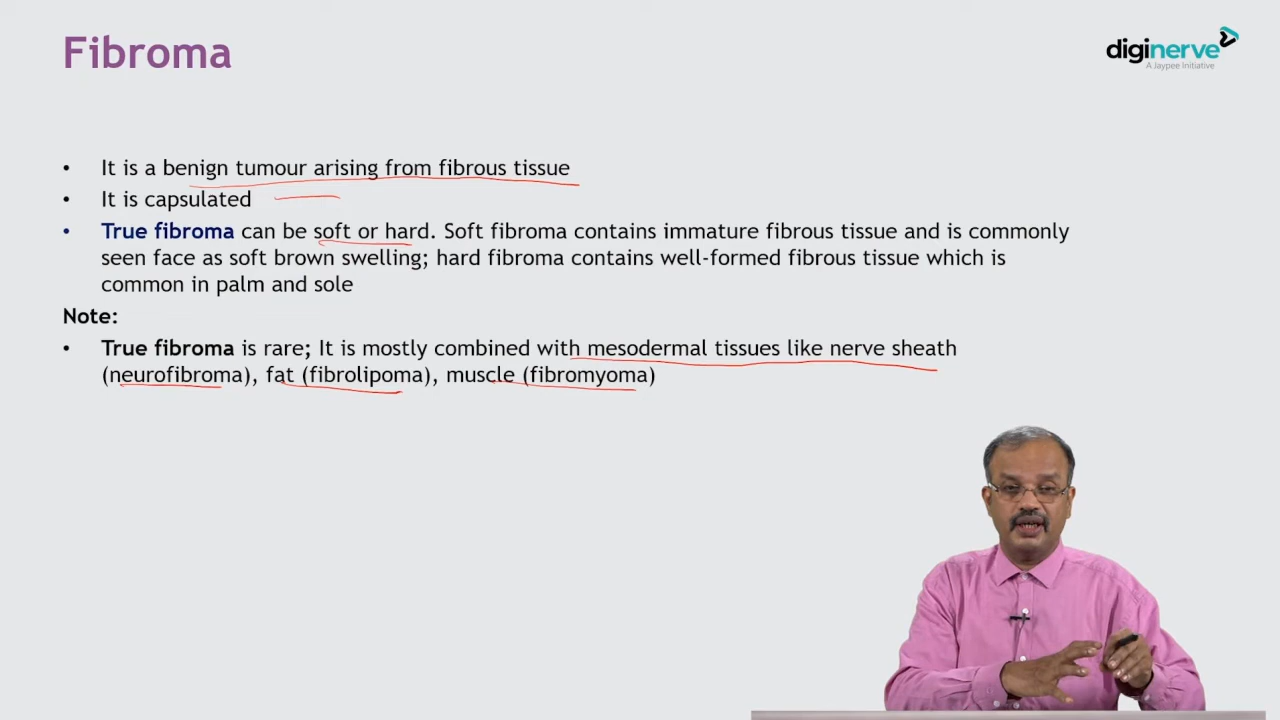 Fibroma
diginerve
A Jaypee Initiative
• It is a benign tumour arising from fibrous tissue
• It is capsulated
• True fibroma can be soft or hard. Soft fibroma contains immature fibrous tissue and is commonly
seen face as soft brown swelling; hard fibroma contains well-formed fibrous tissue which is
common in palm and sole
Note:
• True fibroma is rare; It is mostly combined with mesodermal tissues like nerve sheath
(neurofibroma), fat (fibrolipoma), muscle (fibromyoma)